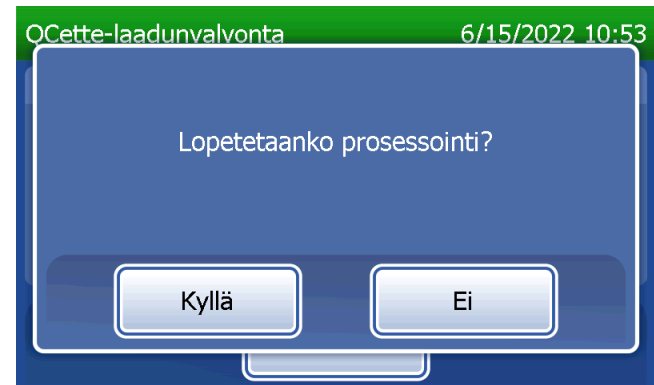 QCette-laadunvalvonta 6/15/2022 10:53
Lopetetaanko prosessointi?
Kyllä Ei